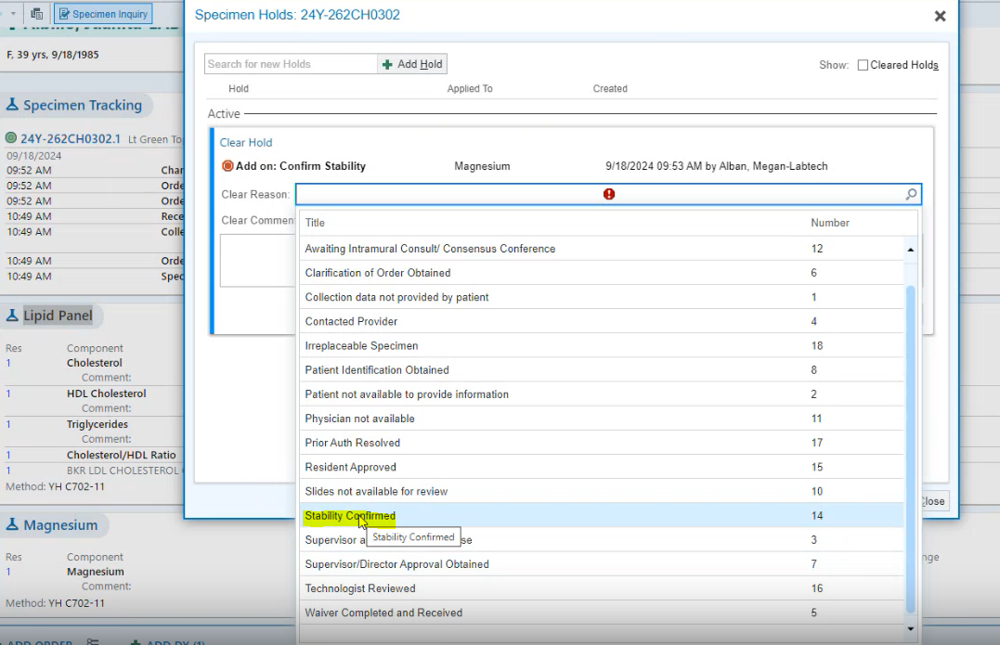 Specimen Inquiry
F, 39 yrs, 9/18/1985
Specimen Tracking
24Y-262CH0302.1 Lt Green To
09/18/2024
09:52 AM Char
09:52 AM Orde
09:52 AM Orde
10:49 AM Rece
10:49 AM Colle
10:49 AM Orde
10:49 AM Spec
Lipid Panel
Res Component
1 Cholesterol
Comment:
1 HDL Cholesterol
Comment:
1 Triglycerides
Comment:
1 Cholesterol/HDL Ratio
1 BKR LDL CHOLESTEROL
Method: YH C702-11
Magnesium
Res Component
1 Magnesium
Comment:
Method: YH C702-11
ADD ORDER ADD DX (1)
Specimen Holds: 24Y-262CH0302
Search for new Holds Add Hold Show: Cleared Holds
Hold Applied To Created
Active
Clear Hold
Add on: Confirm Stability Magnesium 9/18/2024 09:53 AM by Alban, Megan-Labtech
Clear Reason:
Clear Commen
Title Number
Awaiting Intramural Consult/ Consensus Conference 12
Clarification of Order Obtained 6
Collection data not provided by patient 1
Contacted Provider 4
Irreplaceable Specimen 18
Patient Identification Obtained 8
Patient not available to provide information 2
Physician not available 11
Prior Auth Resolved 17
Resident Approved 15
Slides not available for review 10
Stability Confirmed 14
Stability Confirmed
Supervisor a se 3
Supervisor/Director Approval Obtained 7
Technologist Reviewed 16
Waiver Completed and Received 5
lose
nge